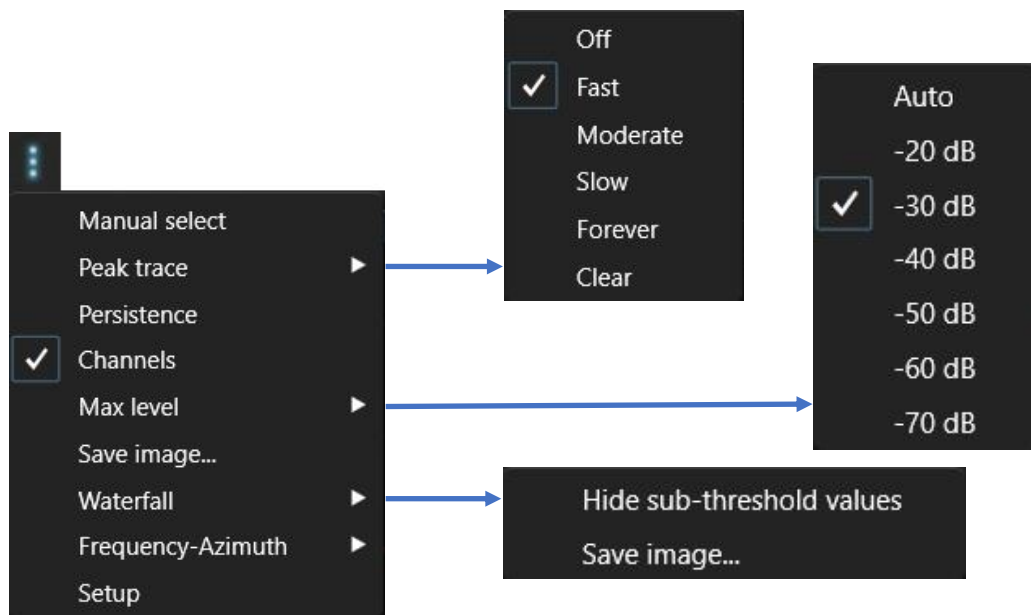 Manual select
Peak trace
Persistence
Channels
Max level
Save image...
Waterfall
Frequency-Azimuth
Setup
Off
Fast
Moderate
Slow
Forever
Clear
Auto
-20 dB
-30 dB
-40 dB
-50 dB
-60 dB
-70 dB
Hide sub-threshold values
Save image...